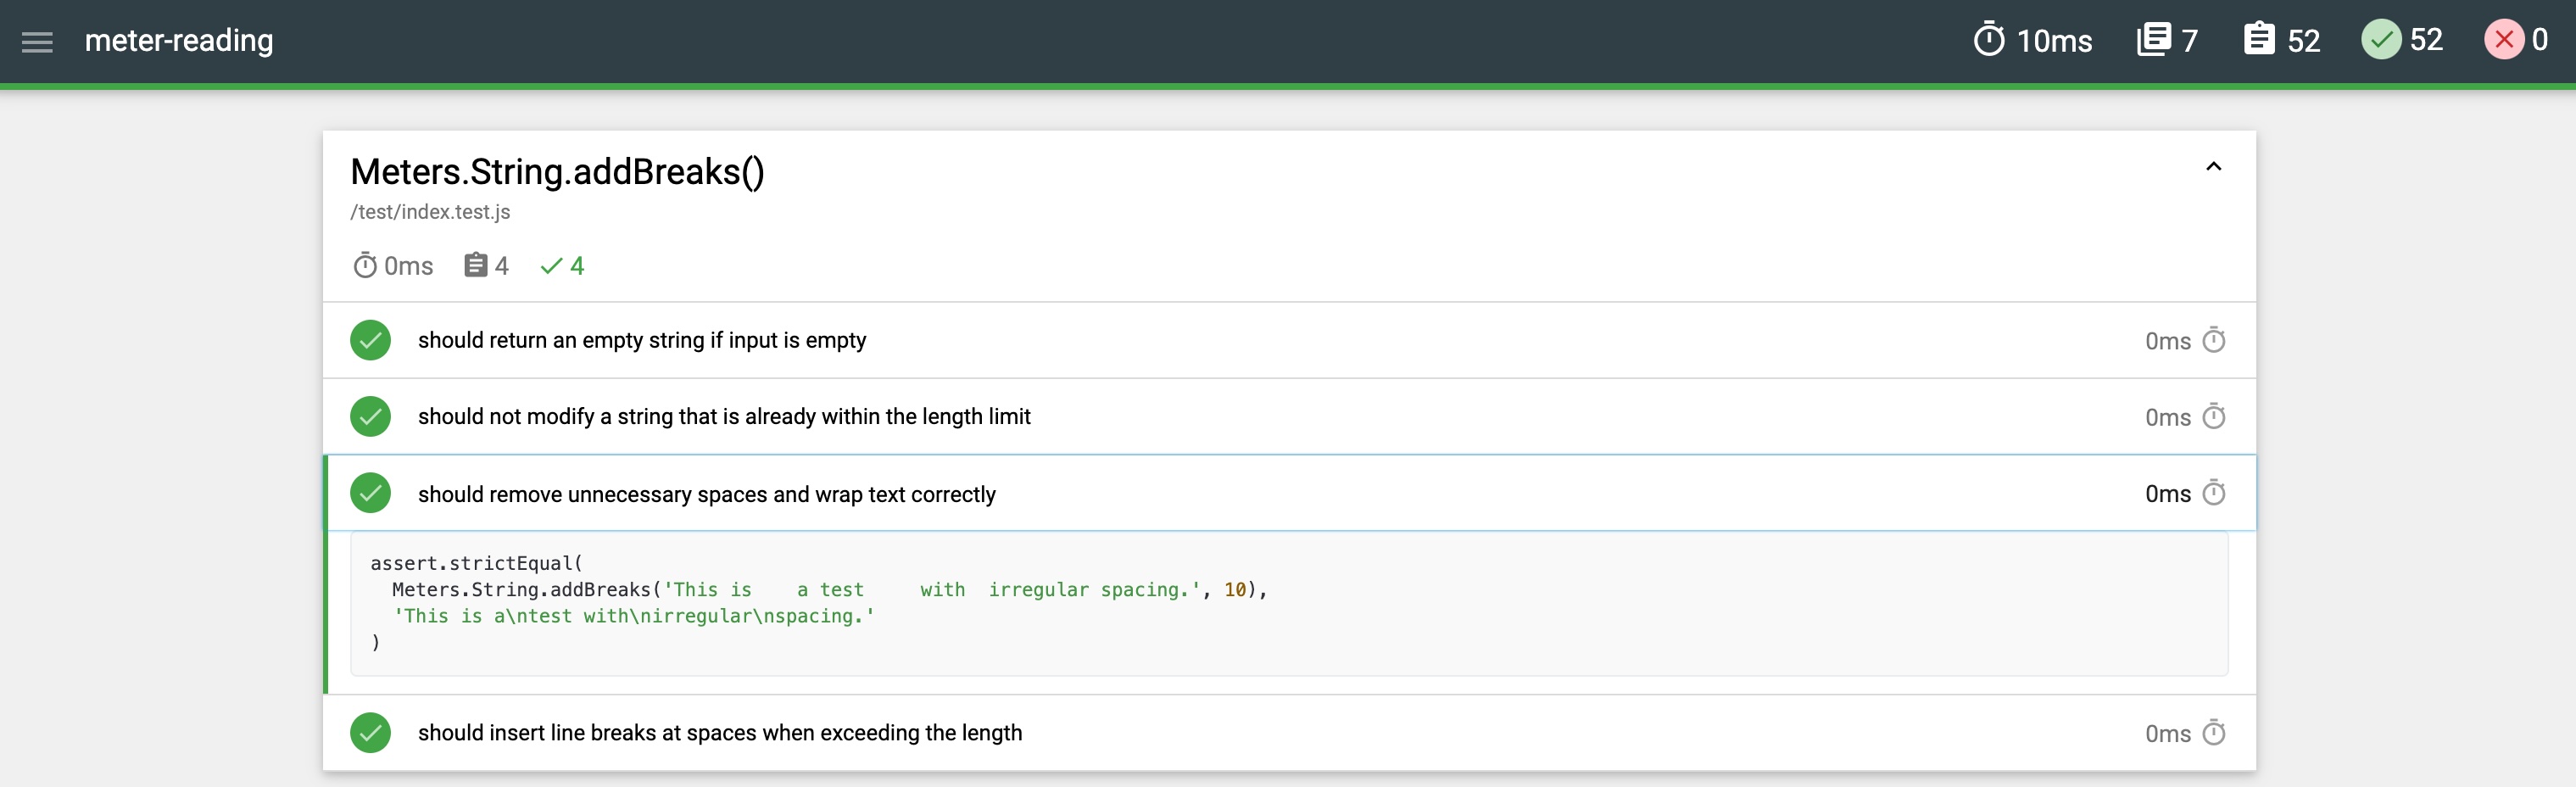 meter-reading 10ms 7 52 52 0
Meters.String.addBreaks()
/test/index.test.js
0ms 4 4
should return an empty string if input is empty 0ms
should not modify a string that is already within the length limit 0ms
should remove unnecessary spaces and wrap text correctly 0ms
assert.strictEqual(
  Meters.String.addBreaks('This is    a test     with  irregular spacing.', 10),
  'This is a\ntest with\nirregular\nspacing.'
)
should insert line breaks at spaces when exceeding the length 0ms